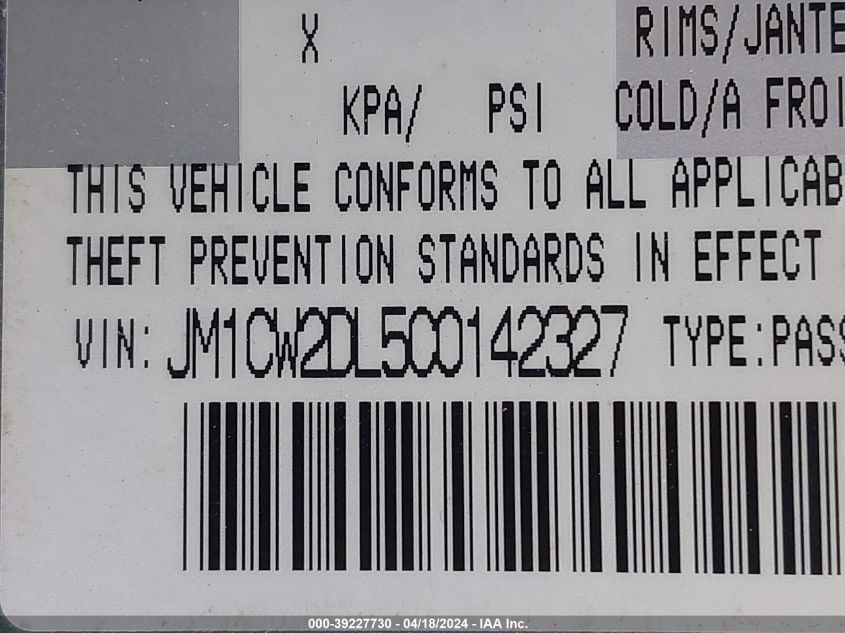 X RIMS/JANTE
KPA/ PSI COLD/A FROI
THIS VEHICLE CONFORMS TO ALL APPLICAB
THEFT PREVENTION STANDARDS IN EFFECT
VIN: JM1CW2DL5C0142327 TYPE:PASS
000-39227730 - 04/18/2024 - IAA Inc.